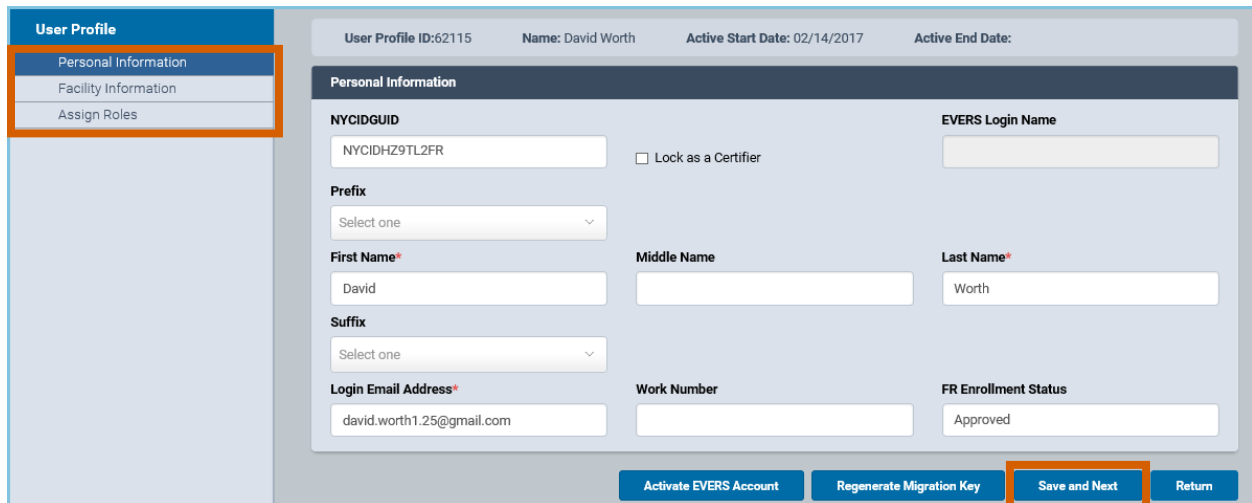 User Profile
Personal Information
Facility Information
Assign Roles
User Profile ID:62115 Name: David Worth Active Start Date: 02/14/2017 Active End Date:
Personal Information
NYCIDGUID EVERS Login Name
NYCIDHZ9TL2FR Lock as a Certifier
Prefix
Select one
First Name* Middle Name Last Name*
David Worth
Suffix
Select one
Login Email Address* Work Number FR Enrollment Status
david.worth1.25@gmail.com Approved
Activate EVERS Account Regenerate Migration Key Save and Next Return